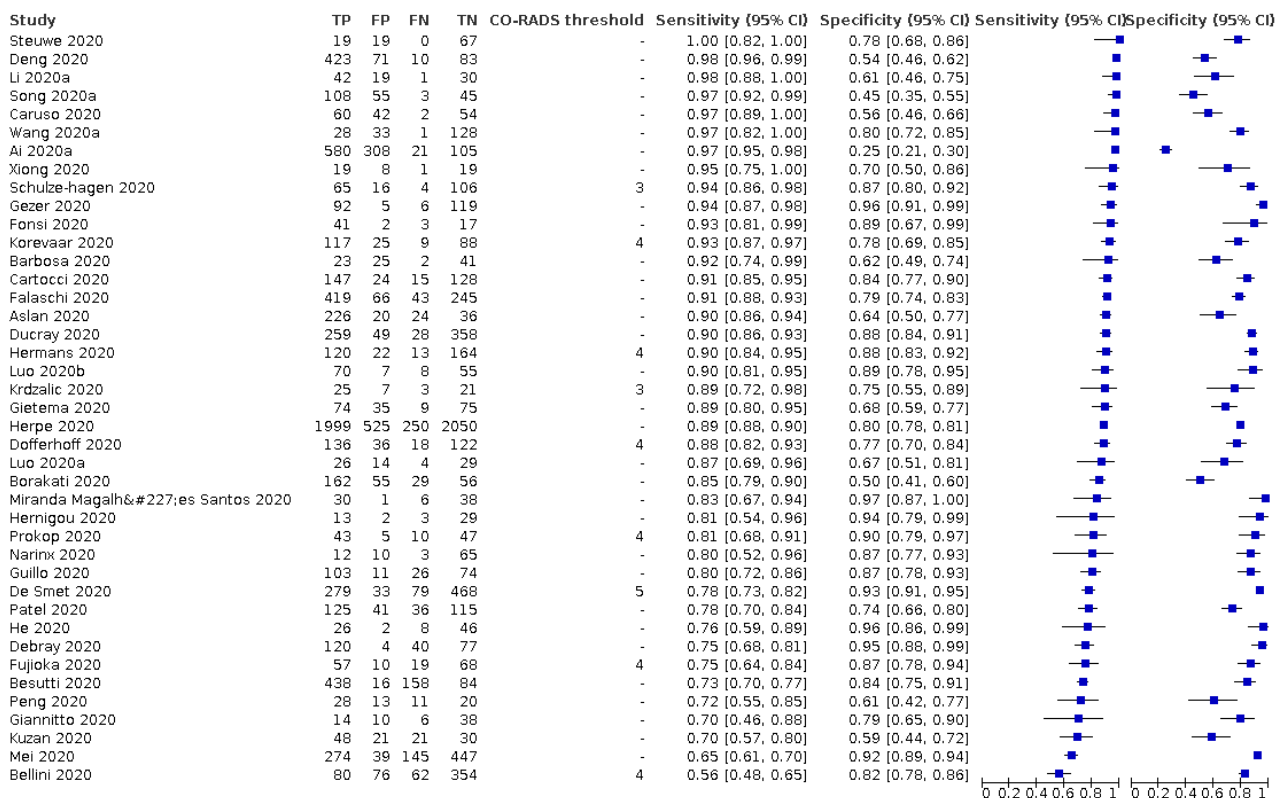 Study TP FP FN TN CO-RADS threshold Sensitivity (95% CI) Specificity (95% CI) Sensitivity (95% CI) Specificity (95% CI)
Steuwe 2020 19 19 0 67 - 1.00 [0.82, 1.00] 0.78 [0.68, 0.86]
Deng 2020 423 71 10 83 - 0.98 [0.96, 0.99] 0.54 [0.46, 0.62]
Li 2020a 42 19 1 30 - 0.98 [0.88, 1.00] 0.61 [0.46, 0.75]
Song 2020a 108 55 3 45 - 0.97 [0.92, 0.99] 0.45 [0.35, 0.55]
Caruso 2020 60 42 2 54 - 0.97 [0.89, 1.00] 0.56 [0.46, 0.66]
Wang 2020a 28 33 1 128 - 0.97 [0.82, 1.00] 0.80 [0.72, 0.85]
Ai 2020a 580 308 21 105 - 0.97 [0.95, 0.98] 0.25 [0.21, 0.30]
Xiong 2020 19 8 1 19 - 0.95 [0.75, 1.00] 0.70 [0.50, 0.86]
Schulze-hagen 2020 65 16 4 106 3 0.94 [0.86, 0.98] 0.87 [0.80, 0.92]
Gezer 2020 92 5 6 119 - 0.94 [0.87, 0.98] 0.96 [0.91, 0.99]
Fonsi 2020 41 2 3 17 - 0.93 [0.81, 0.99] 0.89 [0.67, 0.99]
Korevaar 2020 117 25 9 88 4 0.93 [0.87, 0.97] 0.78 [0.69, 0.85]
Barbosa 2020 23 25 2 41 - 0.92 [0.74, 0.99] 0.62 [0.49, 0.74]
Cartocci 2020 147 24 15 128 - 0.91 [0.85, 0.95] 0.84 [0.77, 0.90]
Falaschi 2020 419 66 43 245 - 0.91 [0.88, 0.93] 0.79 [0.74, 0.83]
Aslan 2020 226 20 24 36 - 0.90 [0.86, 0.94] 0.64 [0.50, 0.77]
Ducray 2020 259 49 28 358 - 0.90 [0.86, 0.93] 0.88 [0.84, 0.91]
Hermans 2020 120 22 13 164 4 0.90 [0.84, 0.95] 0.88 [0.83, 0.92]
Luo 2020b 70 7 8 55 - 0.90 [0.81, 0.95] 0.89 [0.78, 0.95]
Krdzalic 2020 25 7 3 21 3 0.89 [0.72, 0.98] 0.75 [0.55, 0.89]
Gietema 2020 74 35 9 75 - 0.89 [0.80, 0.95] 0.68 [0.59, 0.77]
Herpe 2020 1999 525 250 2050 - 0.89 [0.88, 0.90] 0.80 [0.78, 0.81]
Dofferhoff 2020 136 36 18 122 4 0.88 [0.82, 0.93] 0.77 [0.70, 0.84]
Luo 2020a 26 14 4 29 - 0.87 [0.69, 0.96] 0.67 [0.51, 0.81]
Borakati 2020 162 55 29 56 - 0.85 [0.79, 0.90] 0.50 [0.41, 0.60]
Miranda Magalh&#227;es Santos 2020 30 1 6 38 - 0.83 [0.67, 0.94] 0.97 [0.87, 1.00]
Hernigou 2020 13 2 3 29 - 0.81 [0.54, 0.96] 0.94 [0.79, 0.99]
Prokop 2020 43 5 10 47 4 0.81 [0.68, 0.91] 0.90 [0.79, 0.97]
Narinx 2020 12 10 3 65 - 0.80 [0.52, 0.96] 0.87 [0.77, 0.93]
Guillo 2020 103 11 26 74 - 0.80 [0.72, 0.86] 0.87 [0.78, 0.93]
De Smet 2020 279 33 79 468 5 0.78 [0.73, 0.82] 0.93 [0.91, 0.95]
Patel 2020 125 41 36 115 - 0.78 [0.70, 0.84] 0.74 [0.66, 0.80]
He 2020 26 2 8 46 - 0.76 [0.59, 0.89] 0.96 [0.86, 0.99]
Debray 2020 120 4 40 77 - 0.75 [0.68, 0.81] 0.95 [0.88, 0.99]
Fujioka 2020 57 10 19 68 4 0.75 [0.64, 0.84] 0.87 [0.78, 0.94]
Besutti 2020 438 16 158 84 - 0.73 [0.70, 0.77] 0.84 [0.75, 0.91]
Peng 2020 28 13 11 20 - 0.72 [0.55, 0.85] 0.61 [0.42, 0.77]
Giannitto 2020 14 10 6 38 - 0.70 [0.46, 0.88] 0.79 [0.65, 0.90]
Kuzan 2020 48 21 21 30 - 0.70 [0.57, 0.80] 0.59 [0.44, 0.72]
Mei 2020 274 39 145 447 - 0.65 [0.61, 0.70] 0.92 [0.89, 0.94]
Bellini 2020 80 76 62 354 4 0.56 [0.48, 0.65] 0.82 [0.78, 0.86]
0 0.2 0.4 0.6 0.8 1 0 0.2 0.4 0.6 0.8 1